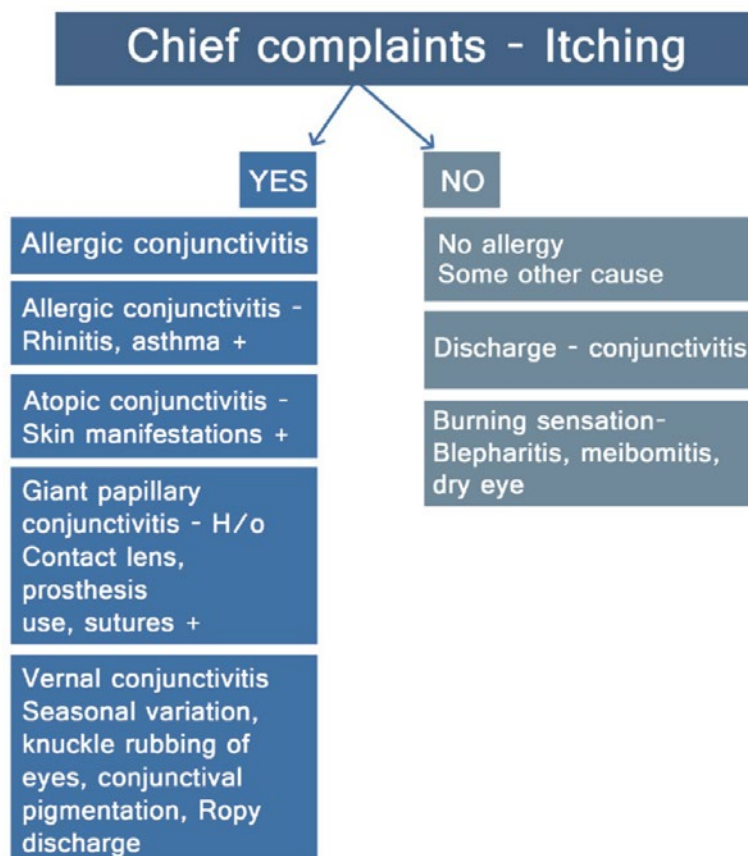 Chief complaints - Itching
YES
Allergic conjunctivitis
Allergic conjunctivitis -
Rhinitis, asthma +
Atopic conjunctivitis -
Skin manifestations +
Giant papillary
conjunctivitis - H/o
Contact lens,
prosthesis
use, sutures +
Vernal conjunctivitis
Seasonal variation,
knuckle rubbing of
eyes, conjunctival
pigmentation, Ropy
discharge
NO
No allergy
Some other cause
Discharge - conjunctivitis
Burning sensation-
Blepharitis, meibomitis,
dry eye